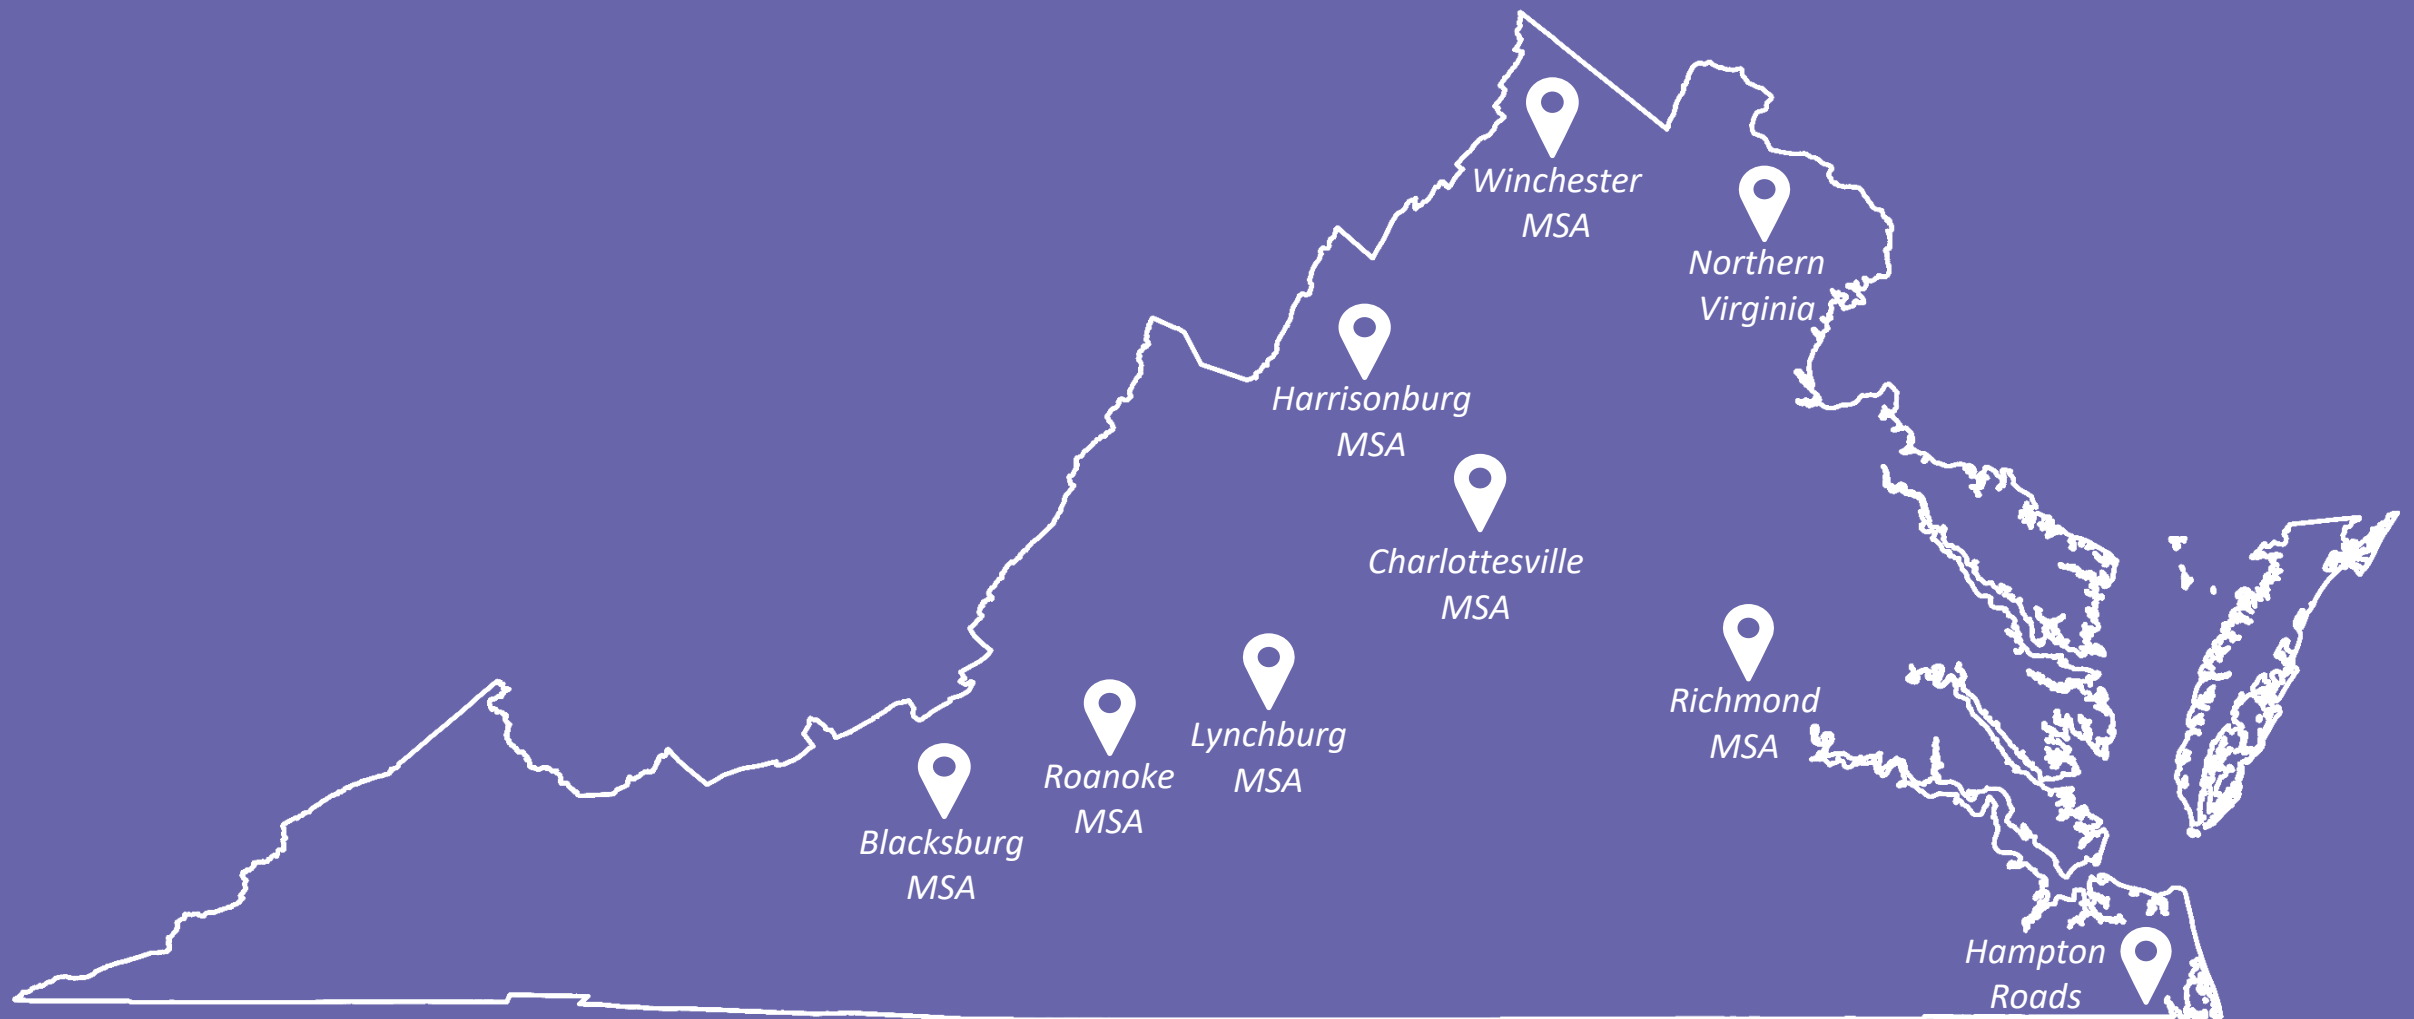 Winchester
MSA
Northern
Virginia
Harrisonburg
MSA
Charlottesville
MSA
Richmond
MSA
Lynchburg
MSA
Roanoke
MSA
Blacksburg
MSA
Hampton
Roads